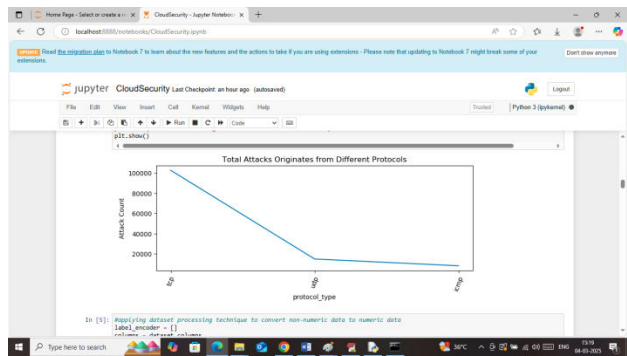 Home Page - Select or create a n
CloudSecurity - Jupyter Notebook
localhost:8888/notebooks/CloudSecurity.ipynb
UPDATE Read the migration plan to Notebook 7 to learn about the new features and the actions to take if you are using extensions - Please note that updating to Notebook 7 might break some of your extensions.
Don't show anymore
jupyter CloudSecurity Last Checkpoint: an hour ago (autosaved)
Logout
File Edit View Insert Cell Kernel Widgets Help
Trusted
Python 3 (ipykernel)
Run
Code
plt.show()
Total Attacks Originates from Different Protocols
100000
80000
60000
40000
20000
Attack Count
tcp
udp
icmp
protocol_type
In [5]: #applying dataset processing technique to convert non-numeric data to numeric data
label_encoder = []
columns = dataset.columns
Type here to search
36°C
ENG
13:19
04-03-2025